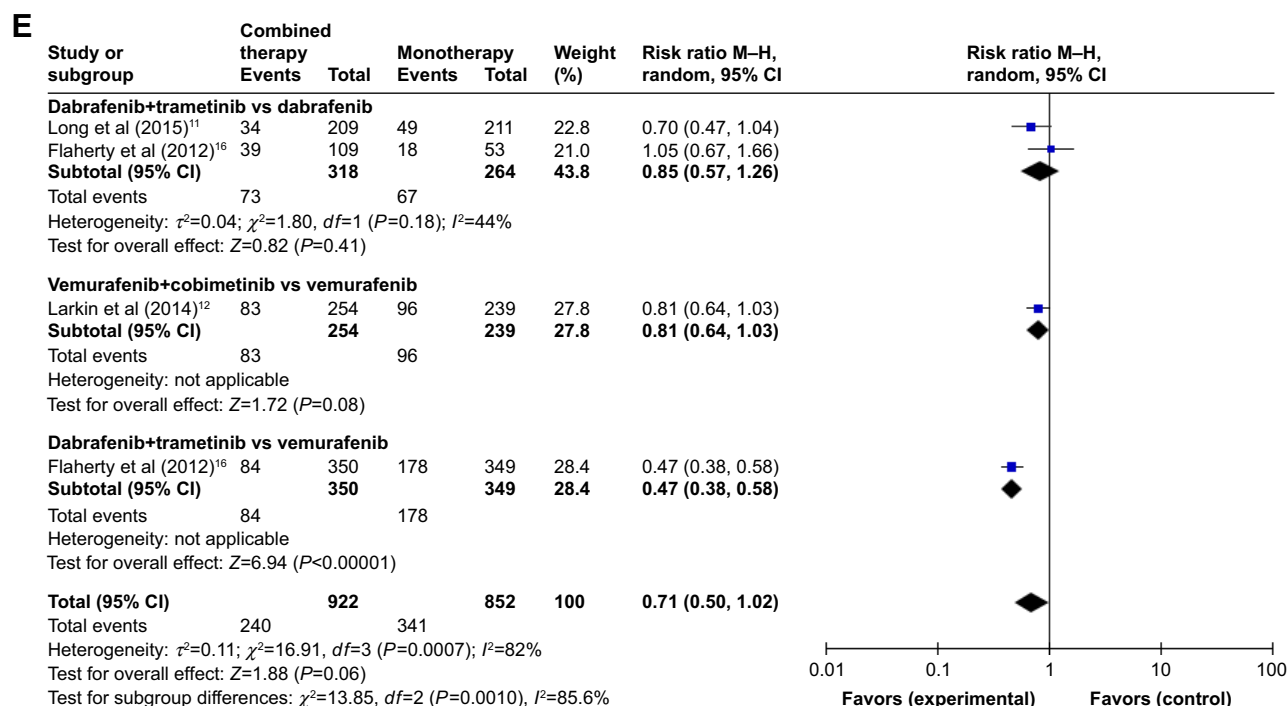 E
Study or subgroup Combined therapy Events Total Monotherapy Events Total Weight (%) Risk ratio M–H, random, 95% CI Risk ratio M–H, random, 95% CI
Dabrafenib+trametinib vs dabrafenib
Long et al (2015)¹¹ 34 209 49 211 22.8 0.70 (0.47, 1.04)
Flaherty et al (2012)¹⁶ 39 109 18 53 21.0 1.05 (0.67, 1.66)
Subtotal (95% CI) 318 264 43.8 0.85 (0.57, 1.26)
Total events 73 67
Heterogeneity: τ²=0.04; χ²=1.80, df=1 (P=0.18); I²=44%
Test for overall effect: Z=0.82 (P=0.41)
Vemurafenib+cobimetinib vs vemurafenib
Larkin et al (2014)¹² 83 254 96 239 27.8 0.81 (0.64, 1.03)
Subtotal (95% CI) 254 239 27.8 0.81 (0.64, 1.03)
Total events 83 96
Heterogeneity: not applicable
Test for overall effect: Z=1.72 (P=0.08)
Dabrafenib+trametinib vs vemurafenib
Flaherty et al (2012)¹⁶ 84 350 178 349 28.4 0.47 (0.38, 0.58)
Subtotal (95% CI) 350 349 28.4 0.47 (0.38, 0.58)
Total events 84 178
Heterogeneity: not applicable
Test for overall effect: Z=6.94 (P<0.00001)
Total (95% CI) 922 852 100 0.71 (0.50, 1.02)
Total events 240 341
Heterogeneity: τ²=0.11; χ²=16.91, df=3 (P=0.0007); I²=82%
Test for overall effect: Z=1.88 (P=0.06)
Test for subgroup differences: χ²=13.85, df=2 (P=0.0010), I²=85.6%
0.01 0.1 1 10 100
Favors (experimental) Favors (control)